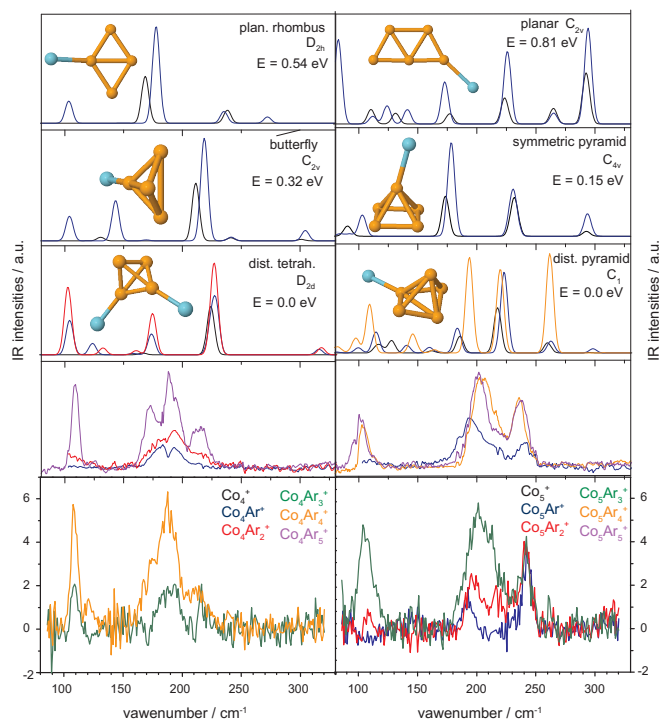 plan. rhombus
D2h
E = 0.54 eV
planar C2v
E = 0.81 eV
butterfly
C2v
E = 0.32 eV
symmetric pyramid
C4v
E = 0.15 eV
dist. tetrah.
D2d
E = 0.0 eV
dist. pyramid
C1
E = 0.0 eV
IR intensities / a.u.
IR intensities / a.u.
Co4+ Co4Ar3+
Co4Ar+ Co4Ar4+
Co4Ar2+ Co4Ar5+
Co5+ Co5Ar3+
Co5Ar+ Co5Ar4+
Co5Ar2+ Co5Ar5+
6
4
2
0
-2
6
4
2
0
-2
100 150 200 250 300
100 150 200 250 300
yawenumber / cm-1
yawenumber / cm-1